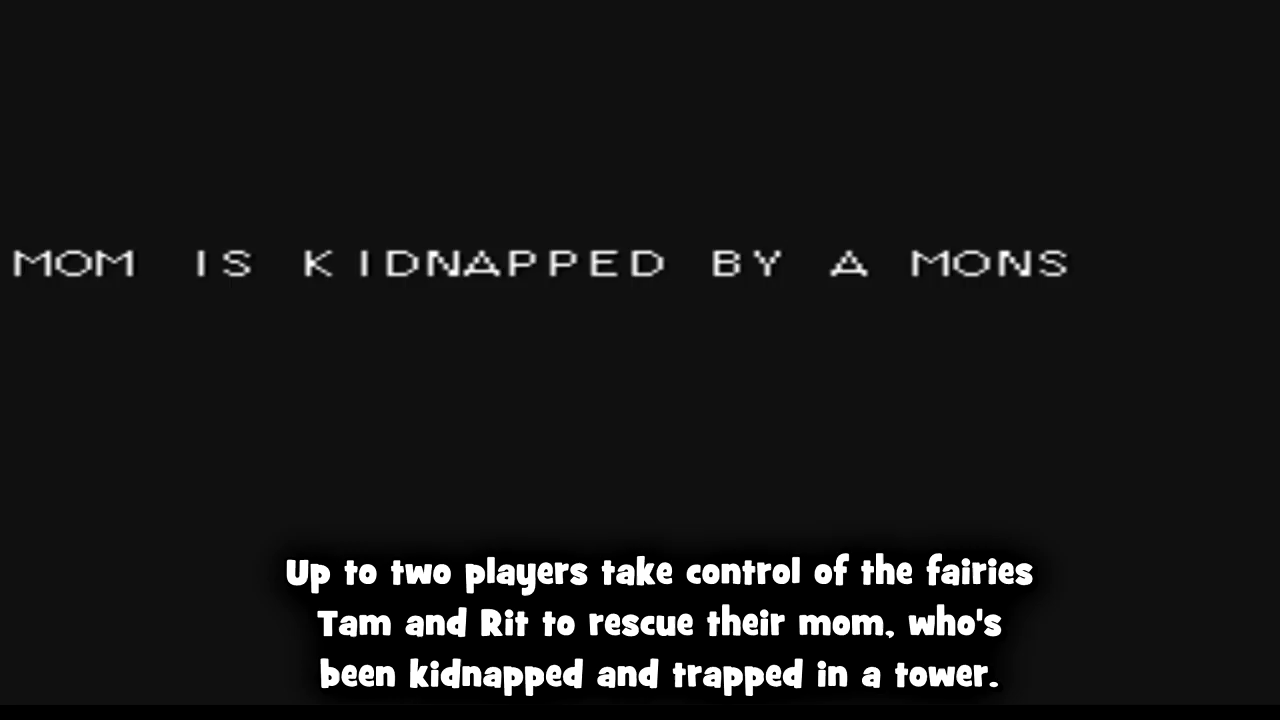 MOM IS KIDNAPPED BY A MONS
Up to two players take control of the fairies
Tam and Rit to rescue their mom, who's
been kidnapped and trapped in a tower.